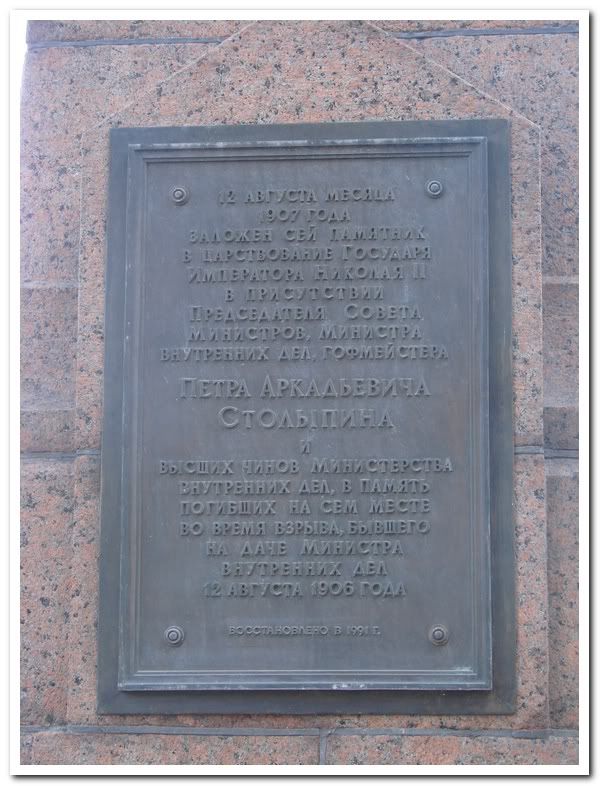 12 АВГУСТА МЕСЯЦА
1907 ГОДА
ЗАЛОЖЕН СЕЙ ПАМЯТНИК
В ЦАРСТВОВАНИЕ ГОСУДАРЯ
ИМПЕРАТОРА НИКОЛАЯ II
В ПРИСУТСТВИИ
ПРЕДСЕДАТЕЛЯ СОВЕТА
МИНИСТРОВ, МИНИСТРА
ВНУТРЕННИХ ДЕЛ, ГОФМЕЙСТЕРА
ПЕТРА АРКАДЬЕВИЧА
СТОЛЫПИНА
И
ВЫСШИХ ЧИНОВ МИНИСТЕРСТВА
ВНУТРЕННИХ ДЕЛ, В ПАМЯТЬ
ПОГИБШИХ НА СЕМ МЕСТЕ
ВО ВРЕМЯ ВЗРЫВА, БЫВШЕГО
НА ДАЧЕ МИНИСТРА
ВНУТРЕННИХ ДЕЛ
12 АВГУСТА 1906 ГОДА
ВОССТАНОВЛЕНО В 1991 Г.